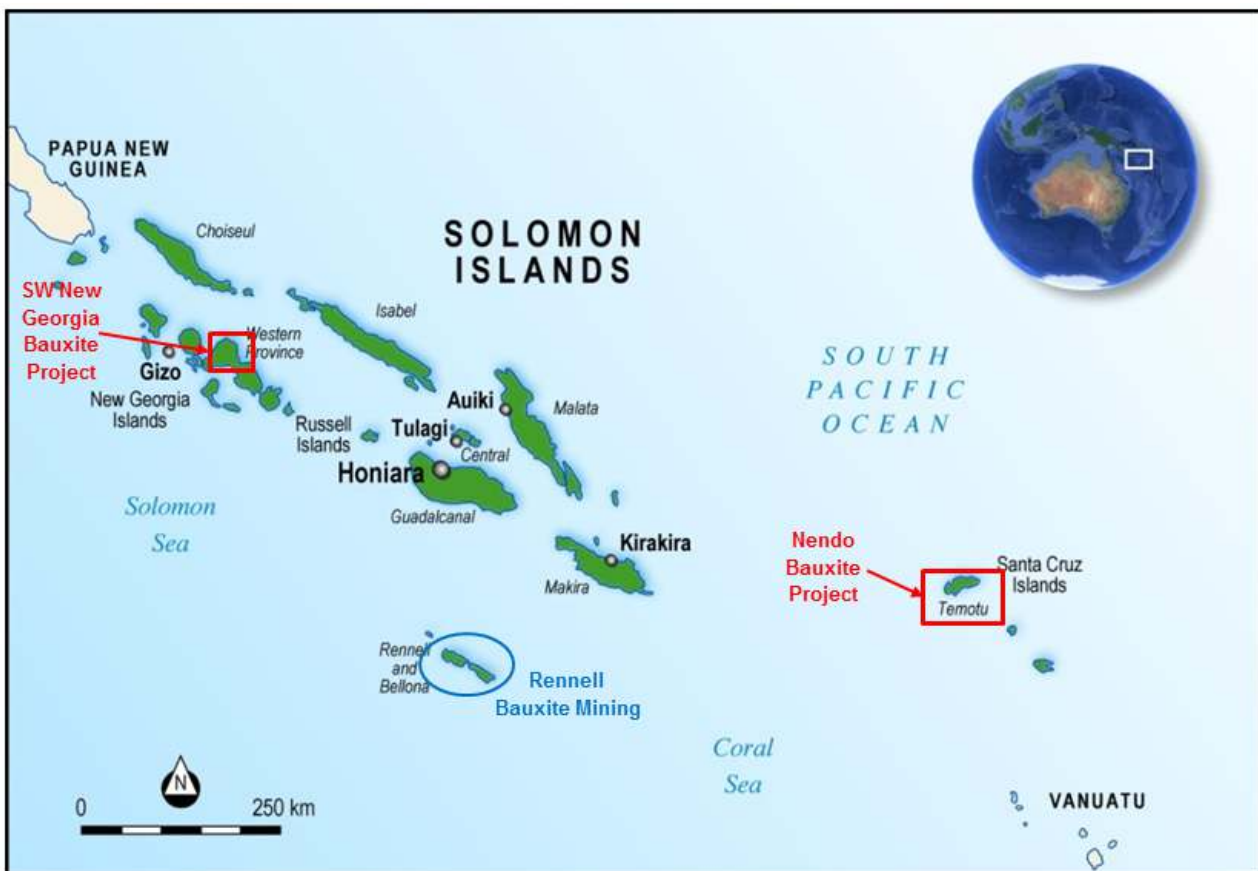 PAPUA NEW
GUINEA
Choiseul
SOLOMON
ISLANDS
SW New
Georgia
Bauxite
Project
Western
Province
Isabel
Gizo
New Georgia
Islands
Russell
Islands
Auiki
Malata
Tulagi
Central
Honiara
Guadalcanal
SOUTH
PACIFIC
OCEAN
Solomon
Sea
Kirakira
Makira
Nendo
Bauxite
Project
Santa Cruz
Islands
Temotu
Rennell
and
Bellona
Rennell
Bauxite Mining
Coral
Sea
N
0 250 km
VANUATU